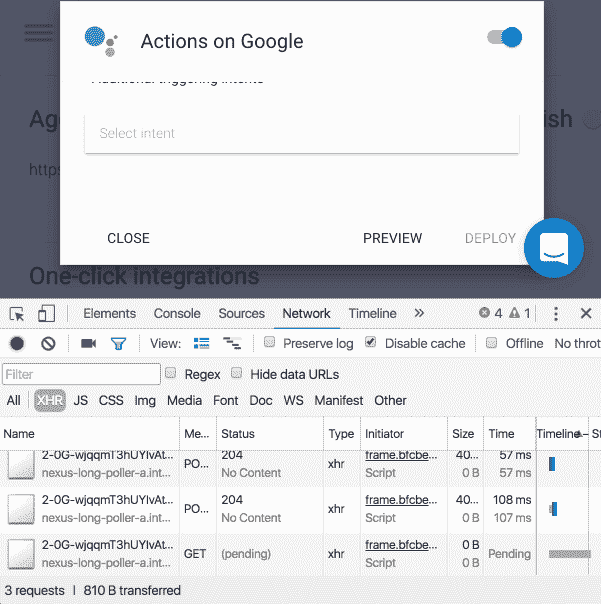 Actions on Google
Additional triggering intents
Ag
ish
Select intent
https
CLOSE
PREVIEW
DEPLOY
One-click integrations
Elements Console Sources Network Timeline » 4 1
View: Preserve log Disable cache Offline No throt
Filter Regex Hide data URLs
All XHR JS CSS Img Media Font Doc WS Manifest Other
Name Me... Status Type Initiator Size Time Timeline St
2-0G-wjqqmT3hUYIvAt... PO... 204 xhr frame.bfcbe... 40... 57 ms
nexus-long-poller-a.int... No Content Script 0 B 57 ms
2-0G-wjqqmT3hUYIvAt... PO... 204 xhr frame.bfcbe... 40... 108 ms
nexus-long-poller-a.int... No Content Script 0 B 107 ms
2-0G-wjqqmT3hUYIvAt... GET (pending) xhr frame.bfcbe... 0 B Pending
nexus-long-poller-a.int... Script 0 B
3 requests | 810 B transferred